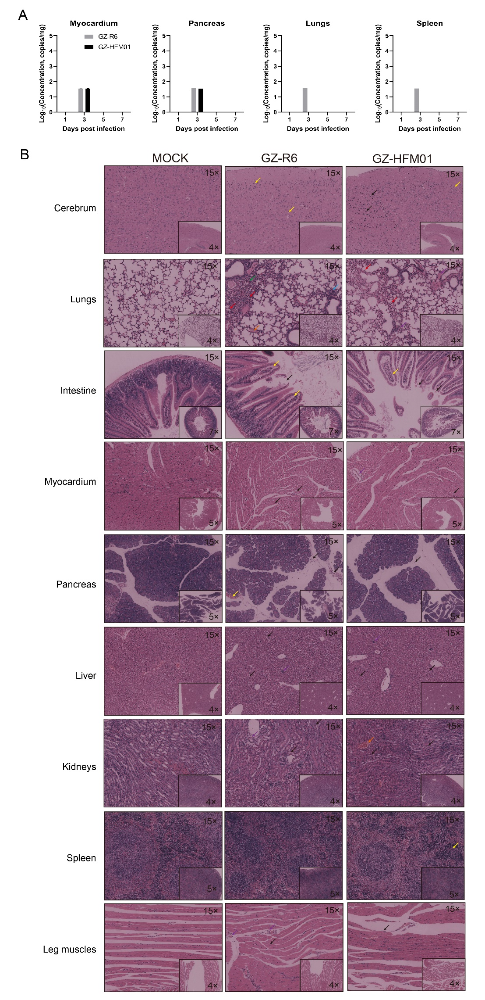 A
Myocardium
Pancreas
Lungs
Spleen
GZ-R6
GZ-HFM01
Log10(Concentration, copies/mg)
5
4
3
2
1
0
1 3 5 7
Days post infection
Log10(Concentration, copies/mg)
5
4
3
2
1
0
1 3 5 7
Days post infection
Log10(Concentration, copies/mg)
5
4
3
2
1
0
1 3 5 7
Days post infection
Log10(Concentration, copies/mg)
5
4
3
2
1
0
1 3 5 7
Days post infection
B
MOCK GZ-R6 GZ-HFM01
15× 15× 15×
Cerebrum
4× 4× 4×
15× 15× 15×
Lungs
4× 4× 4×
15× 15× 15×
Intestine
7× 7× 7×
15× 15× 15×
Myocardium
5× 5× 5×
15× 15× 15×
Pancreas
5× 5× 5×
15× 15× 15×
Liver
4× 4× 4×
15× 15× 15×
Kidneys
4× 4× 4×
15× 15× 15×
Spleen
5× 5× 5×
15× 15× 15×
Leg muscles
4× 4× 4×